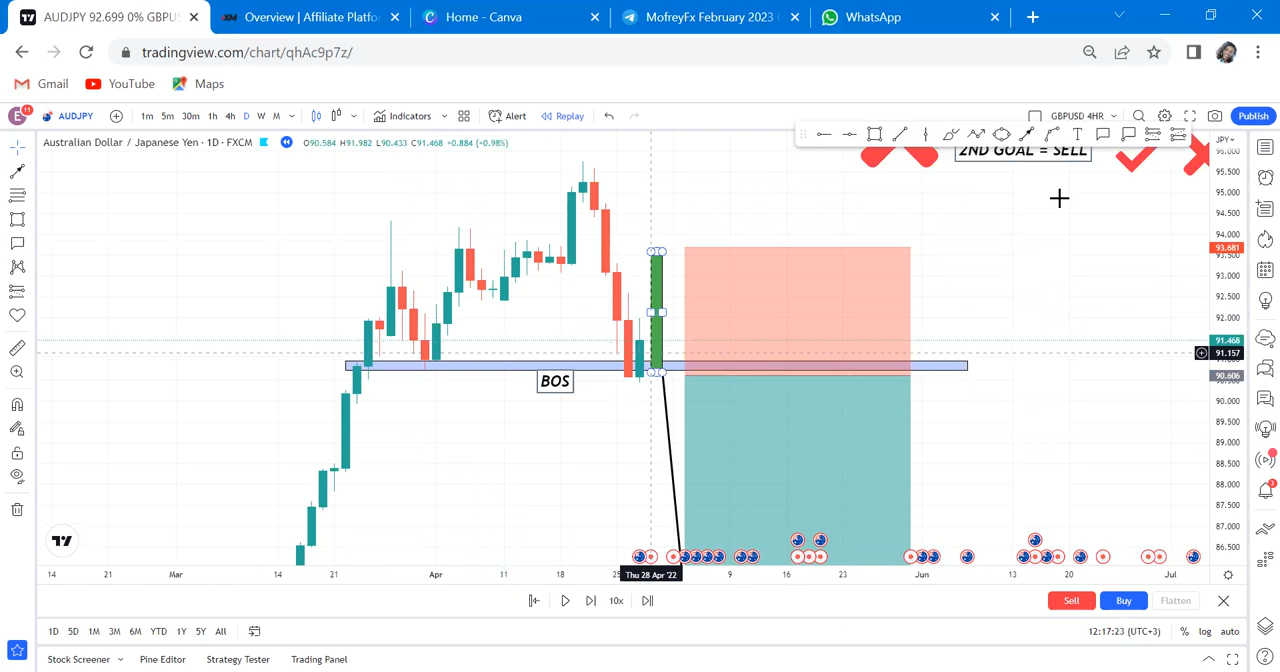 AUDJPY 92.699 0% GBPUS
Overview | Affiliate Platfo
Home - Canva
MofreyFx February 2023
WhatsApp
tradingview.com/chart/qhAc9p7z/
Gmail
YouTube
Maps
E
11
AUDJPY
1m 5m 30m 1h 4h D W M
Indicators
Alert
Replay
GBPUSD 4HR
Publish
Australian Dollar / Japanese Yen · 1D · FXCM
O90.584 H91.982 L90.433 C91.468 -0.884 (-0.96%)
JPY
2ND GOAL = SELL
96.000
95.500
95.000
94.500
94.000
93.681
93.500
93.000
92.500
92.000
91.468
91.157
90.606
90.000
89.500
89.000
88.500
88.000
87.500
87.000
86.500
BOS
14 21 Mar 14 21 Apr 11 18 25 Thu 28 Apr '22 9 16 23 Jun 13 20 Jul
10x
Sell
Buy
Flatten
1D 5D 1M 3M 6M YTD 1Y 5Y All
12:17:23 (UTC+3)
% log auto
Stock Screener
Pine Editor
Strategy Tester
Trading Panel